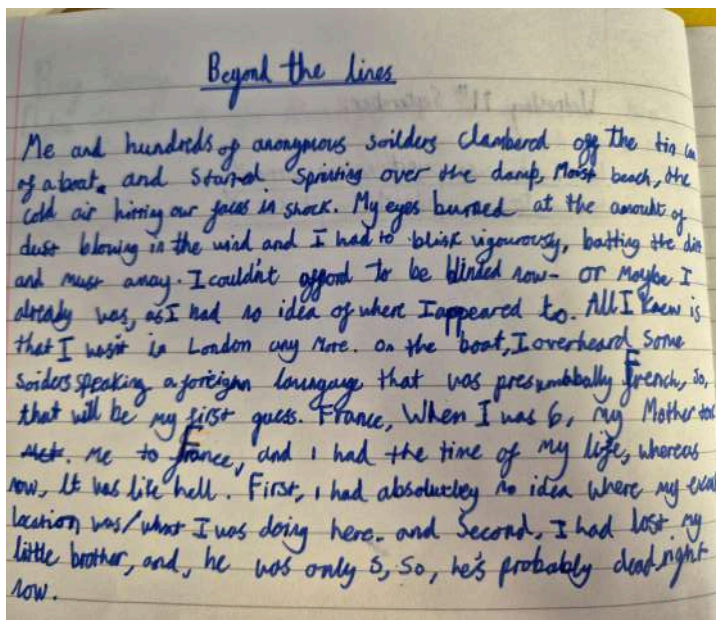 Beyond the lines
Me and hundreds of anonymous soilders clambered off the tin can
of a boat. and started sprinting over the damp, Moist beach, the
cold air hitting our faces in shock. My eyes burned at the amount of
dust blowing in the wind and I had to blink vigourously, batting the dirt
and must away. I couldn't afford to be blinded now- or maybe I
already was, as I had no idea of where I appeared to. All I knew is
that I wasn't in London any more. on the boat, I overheard some
soiders speaking a foreighn laungage that was presumbbally French, so,
that will be my first guess. France, When I was 6, my Mother took
me to France, and I had the time of my life, whereas
now, it was like hell. First, i had absolutley no idea where my exact
location was/what I was doing here. and second, I had lost my
little brother, and, he was only 5, so, he's probably dead right
now.